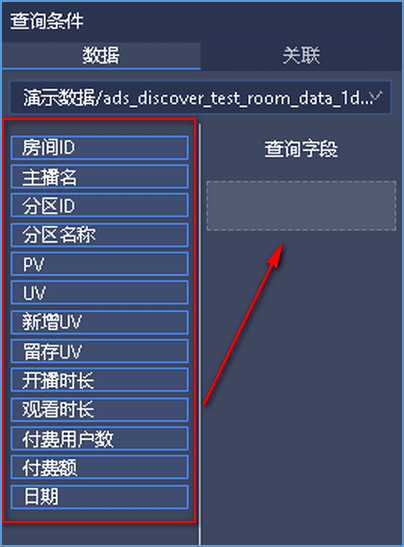 查询条件
数据
关联
演示数据/ads_discover_test_room_data_1d...
房间ID
查询字段
主播名
分区ID
分区名称
PV
UV
新增UV
留存UV
开播时长
观看时长
付费用户数
付费额
日期